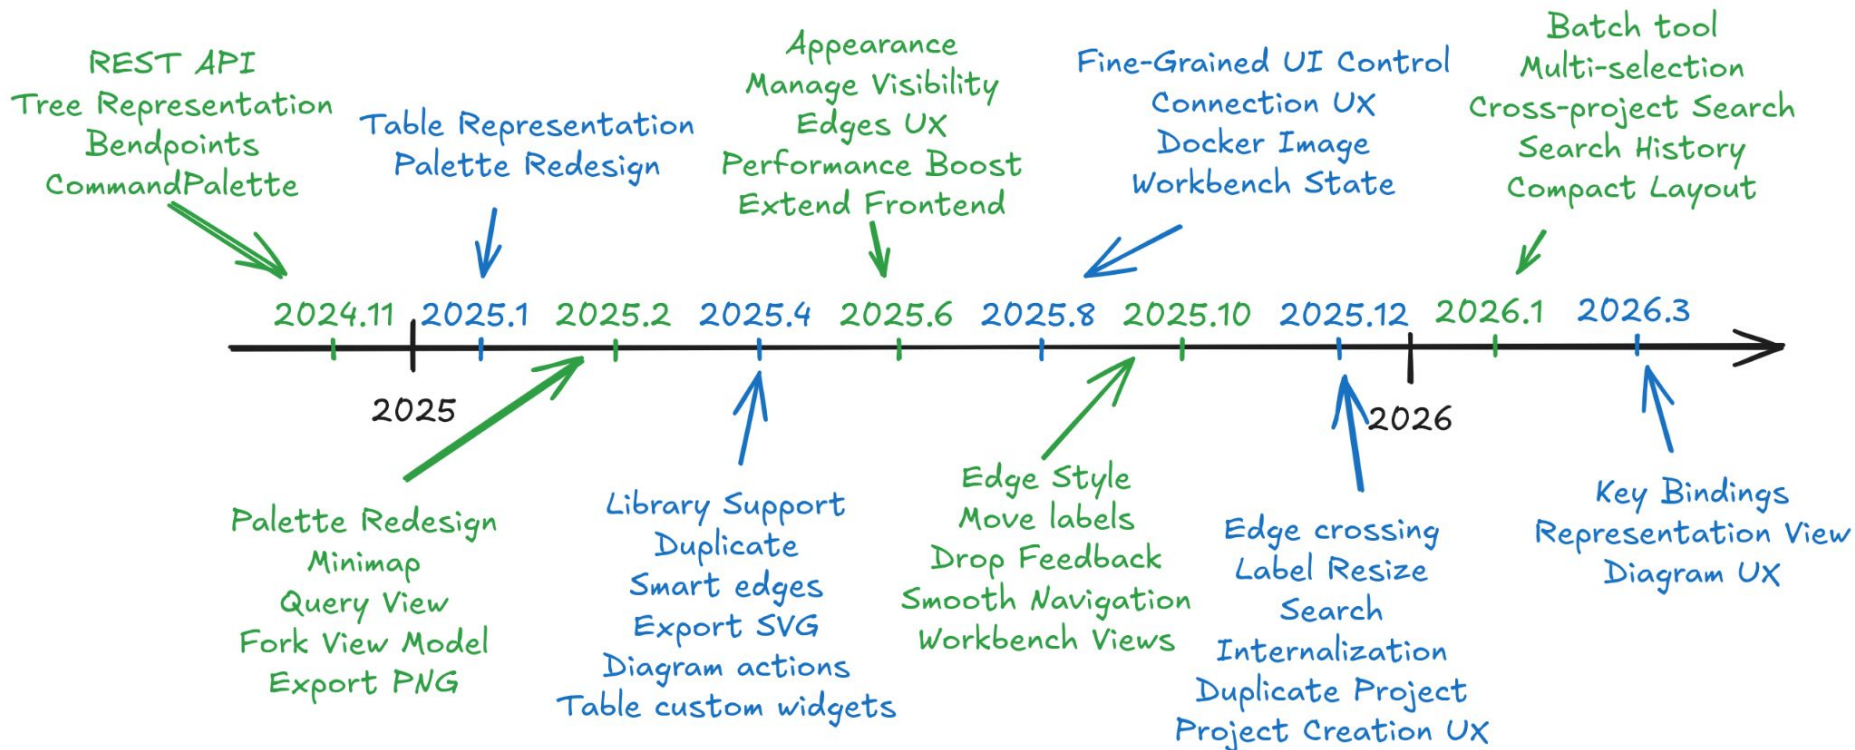 REST API
Tree Representation
Bendpoints
CommandPalette
Table Representation
Palette Redesign
Appearance
Manage Visibility
Edges UX
Performance Boost
Extend Frontend
Fine-Grained UI Control
Connection UX
Docker Image
Workbench State
Batch tool
Multi-selection
Cross-project Search
Search History
Compact Layout
2024.11 2025.1 2025.2 2025.4 2025.6 2025.8 2025.10 2025.12 2026.1 2026.3
2025
2026
Palette Redesign
Minimap
Query View
Fork View Model
Export PNG
Library Support
Duplicate
Smart edges
Export SVG
Diagram actions
Table custom widgets
Edge Style
Move labels
Drop Feedback
Smooth Navigation
Workbench Views
Edge crossing
Label Resize
Search
Internalization
Duplicate Project
Project Creation UX
Key Bindings
Representation View
Diagram UX